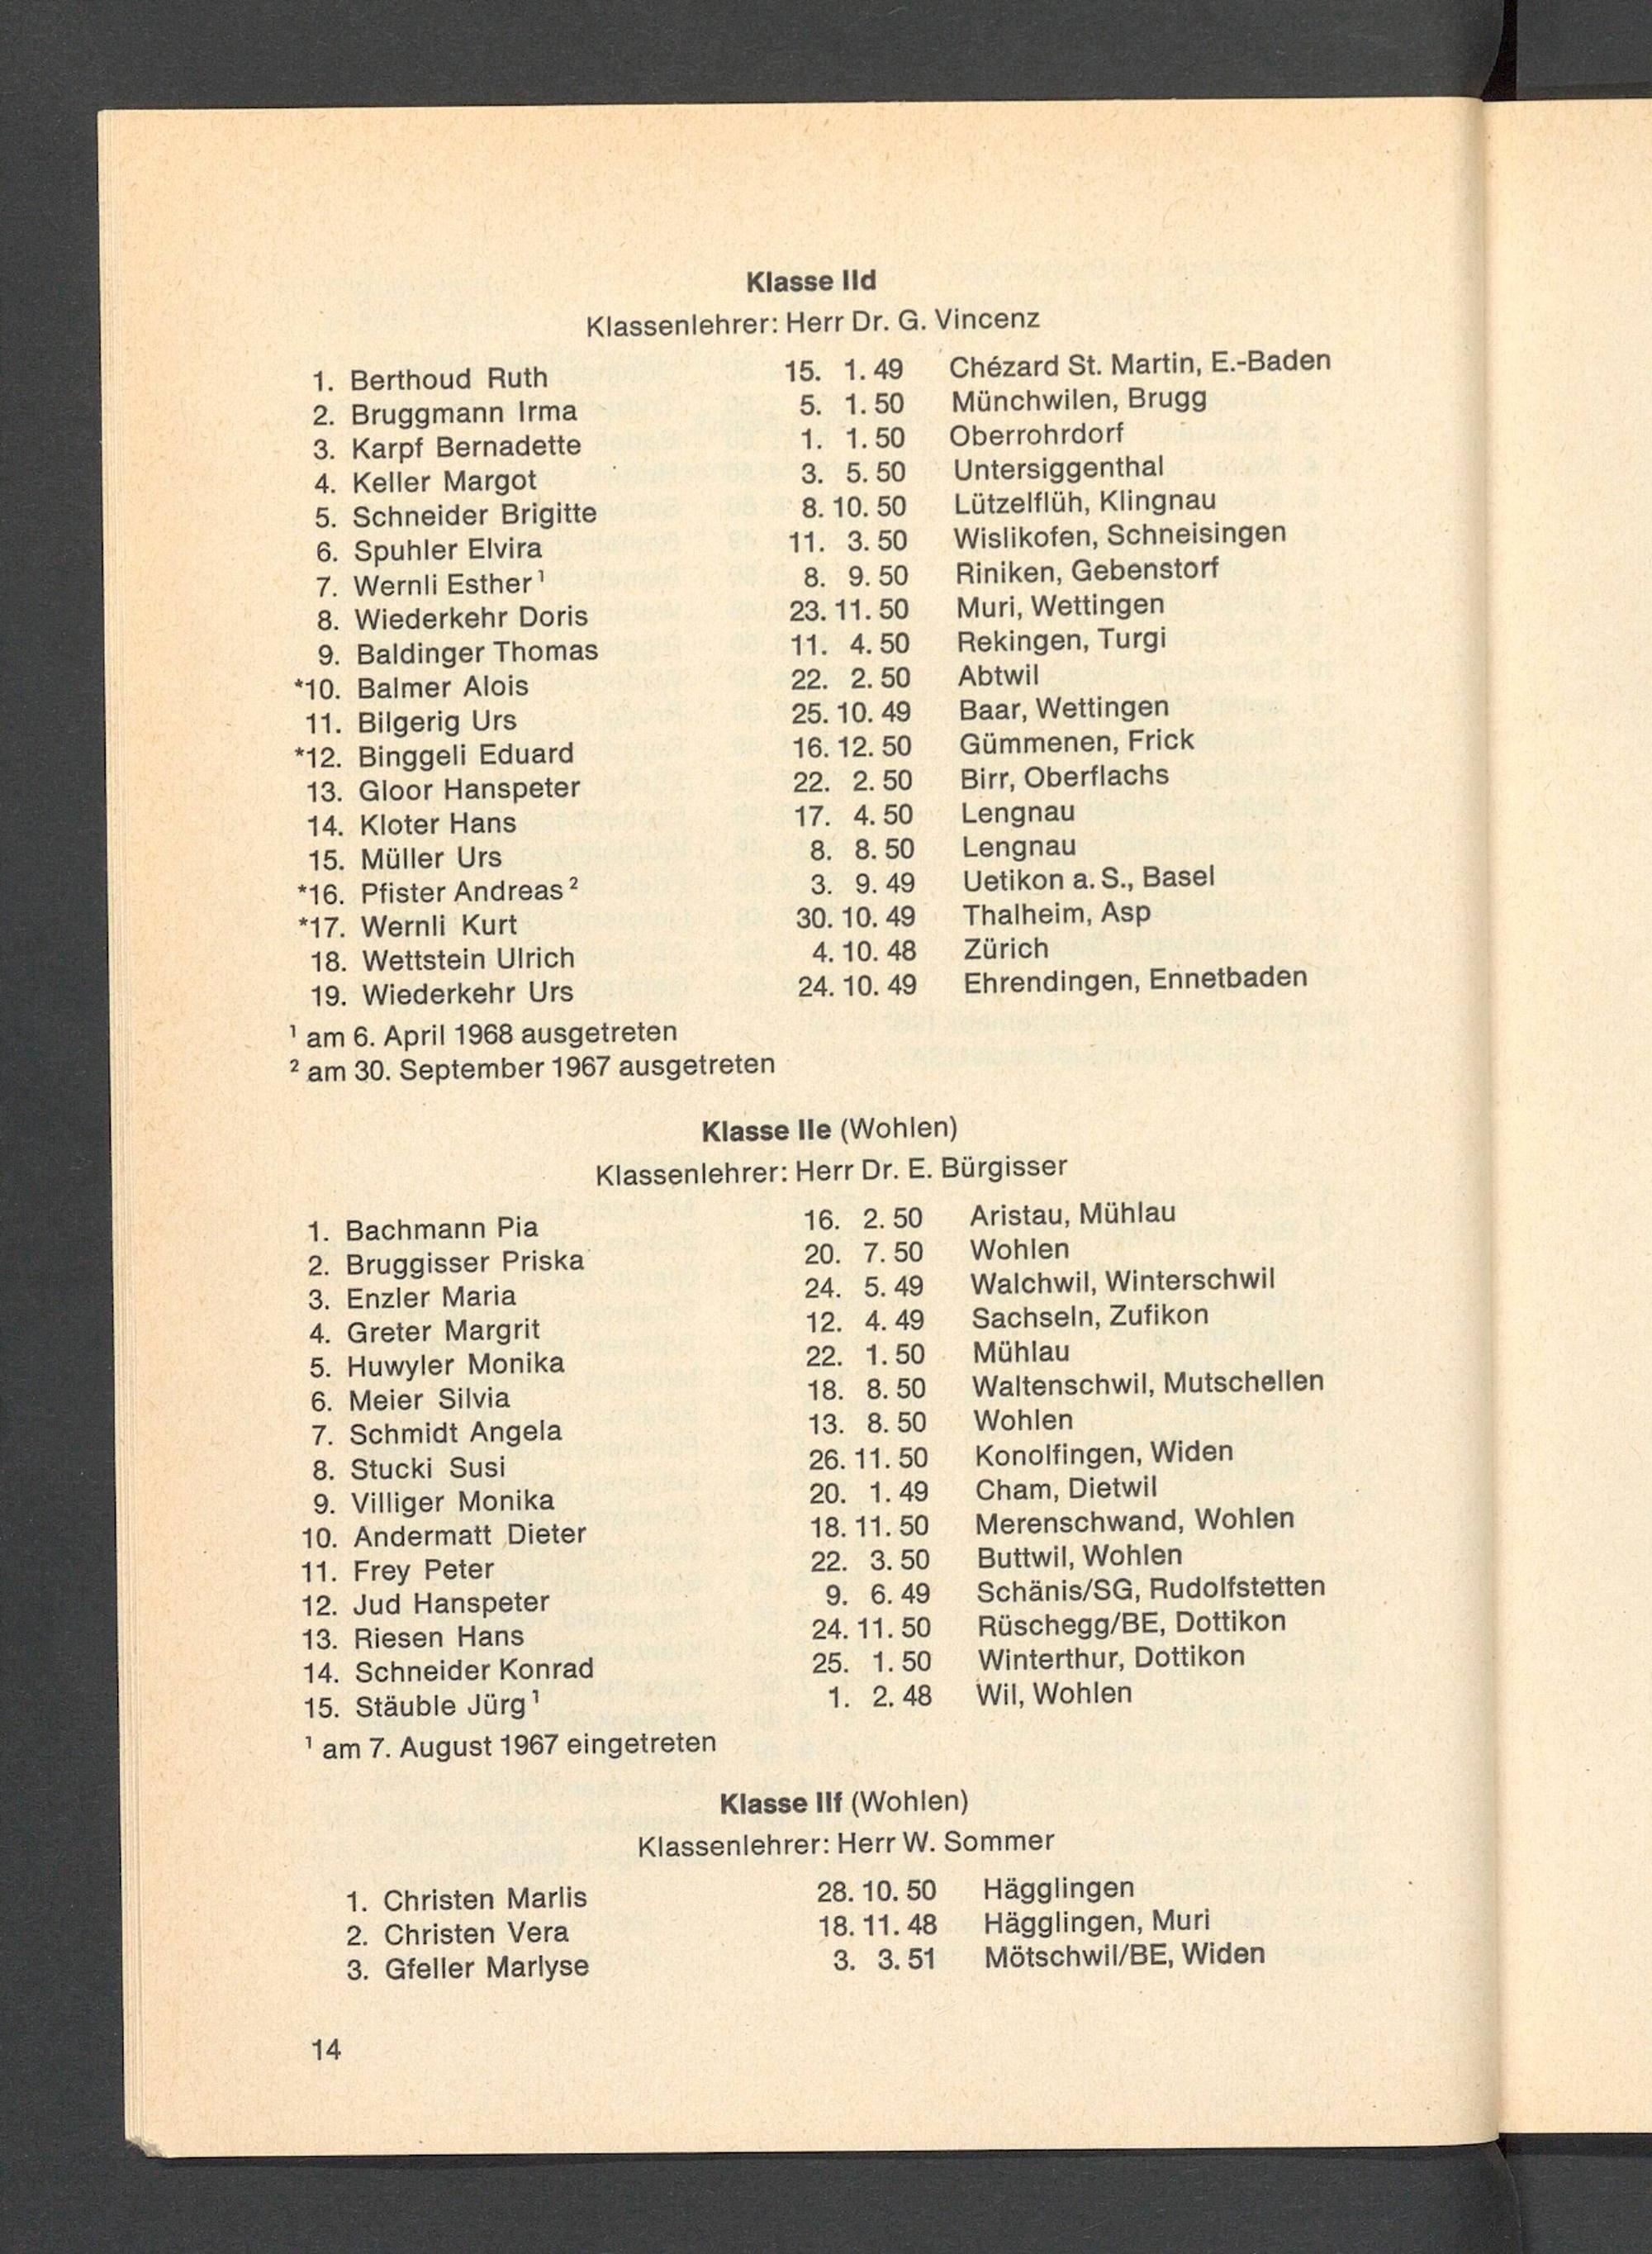 Klasse IId
Klassenlehrer: Herr Dr. G. Vincenz
1. Berthoud Ruth 15. 1. 49 Chézard St. Martin, E.-Baden
2. Bruggmann Irma 5. 1. 50 Münchwilen, Brugg
3. Karpf Bernadette 1. 1. 50 Oberrohrdorf
4. Keller Margot 3. 5. 50 Untersiggenthal
5. Schneider Brigitte 8. 10. 50 Lützelflüh, Klingnau
6. Spuhler Elvira 11. 3. 50 Wislikofen, Schneisingen
7. Wernli Esther ¹ 8. 9. 50 Riniken, Gebenstorf
8. Wiederkehr Doris 23. 11. 50 Muri, Wettingen
9. Baldinger Thomas 11. 4. 50 Rekingen, Turgi
*10. Balmer Alois 22. 2. 50 Abtwil
11. Bilgerig Urs 25. 10. 49 Baar, Wettingen
*12. Binggeli Eduard 16. 12. 50 Gümmenen, Frick
13. Gloor Hanspeter 22. 2. 50 Birr, Oberflachs
14. Kloter Hans 17. 4. 50 Lengnau
15. Müller Urs 8. 8. 50 Lengnau
*16. Pfister Andreas ² 3. 9. 49 Uetikon a. S., Basel
*17. Wernli Kurt 30. 10. 49 Thalheim, Asp
18. Wettstein Ulrich 4. 10. 48 Zürich
19. Wiederkehr Urs 24. 10. 49 Ehrendingen, Ennetbaden
¹ am 6. April 1968 ausgetreten
² am 30. September 1967 ausgetreten
Klasse IIe (Wohlen)
Klassenlehrer: Herr Dr. E. Bürgisser
1. Bachmann Pia 16. 2. 50 Aristau, Mühlau
2. Bruggisser Priska 20. 7. 50 Wohlen
3. Enzler Maria 24. 5. 49 Walchwil, Winterschwil
4. Greter Margrit 12. 4. 49 Sachseln, Zufikon
5. Huwyler Monika 22. 1. 50 Mühlau
6. Meier Silvia 18. 8. 50 Waltenschwil, Mutschellen
7. Schmidt Angela 13. 8. 50 Wohlen
8. Stucki Susi 26. 11. 50 Konolfingen, Widen
9. Villiger Monika 20. 1. 49 Cham, Dietwil
10. Andermatt Dieter 18. 11. 50 Merenschwand, Wohlen
11. Frey Peter 22. 3. 50 Buttwil, Wohlen
12. Jud Hanspeter 9. 6. 49 Schänis/SG, Rudolfstetten
13. Riesen Hans 24. 11. 50 Rüschegg/BE, Dottikon
14. Schneider Konrad 25. 1. 50 Winterthur, Dottikon
15. Stäuble Jürg ¹ 1. 2. 48 Wil, Wohlen
¹ am 7. August 1967 eingetreten
Klasse IIf (Wohlen)
Klassenlehrer: Herr W. Sommer
1. Christen Marlis 28. 10. 50 Hägglingen
2. Christen Vera 18. 11. 48 Hägglingen, Muri
3. Gfeller Marlyse 3. 3. 51 Mötschwil/BE, Widen
14